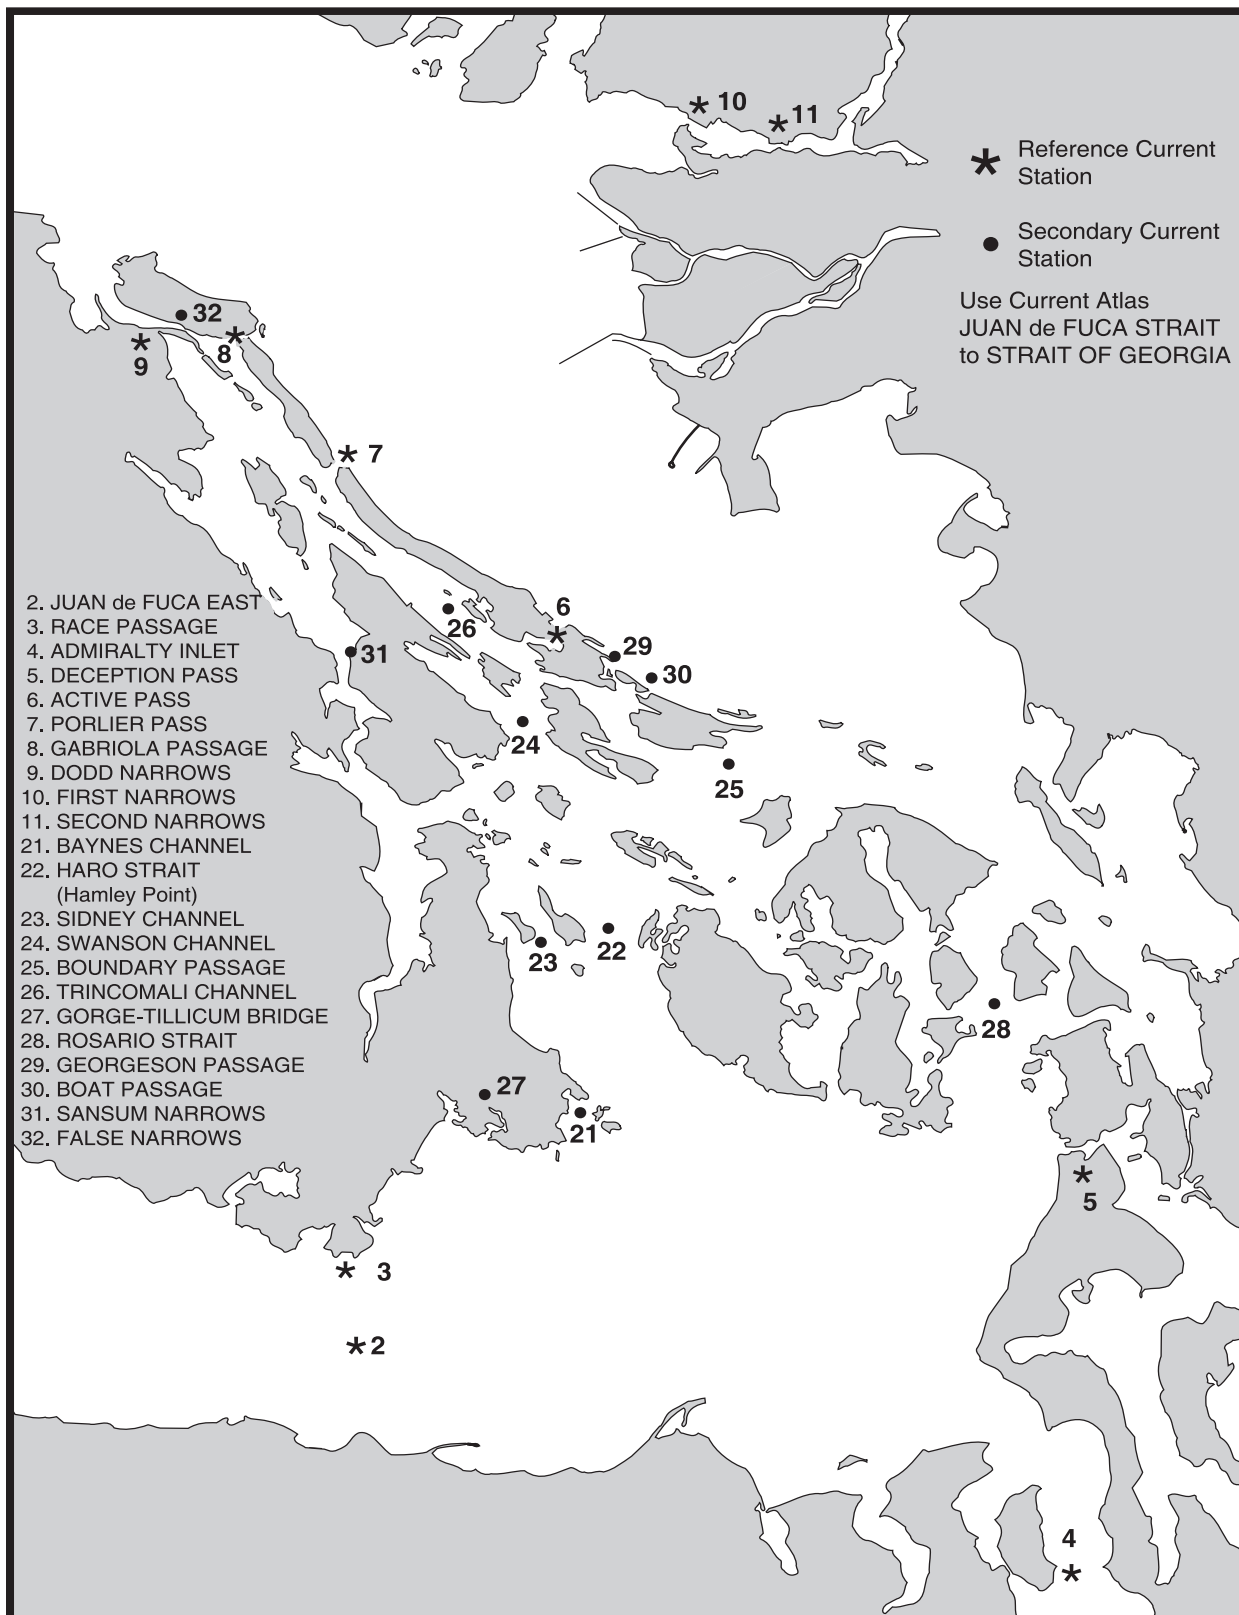 10
11
* Reference Current
Station
● Secondary Current
Station
Use Current Atlas
JUAN de FUCA STRAIT
to STRAIT OF GEORGIA
32
8
9
7
6
26
29
31
30
24
25
2. JUAN de FUCA EAST
3. RACE PASSAGE
4. ADMIRALTY INLET
5. DECEPTION PASS
6. ACTIVE PASS
7. PORLIER PASS
8. GABRIOLA PASSAGE
9. DODD NARROWS
10. FIRST NARROWS
11. SECOND NARROWS
21. BAYNES CHANNEL
22. HARO STRAIT
(Hamley Point)
23. SIDNEY CHANNEL
24. SWANSON CHANNEL
25. BOUNDARY PASSAGE
26. TRINCOMALI CHANNEL
27. GORGE-TILLICUM BRIDGE
28. ROSARIO STRAIT
29. GEORGESON PASSAGE
30. BOAT PASSAGE
31. SANSUM NARROWS
32. FALSE NARROWS
22
23
28
27
21
5
3
2
4